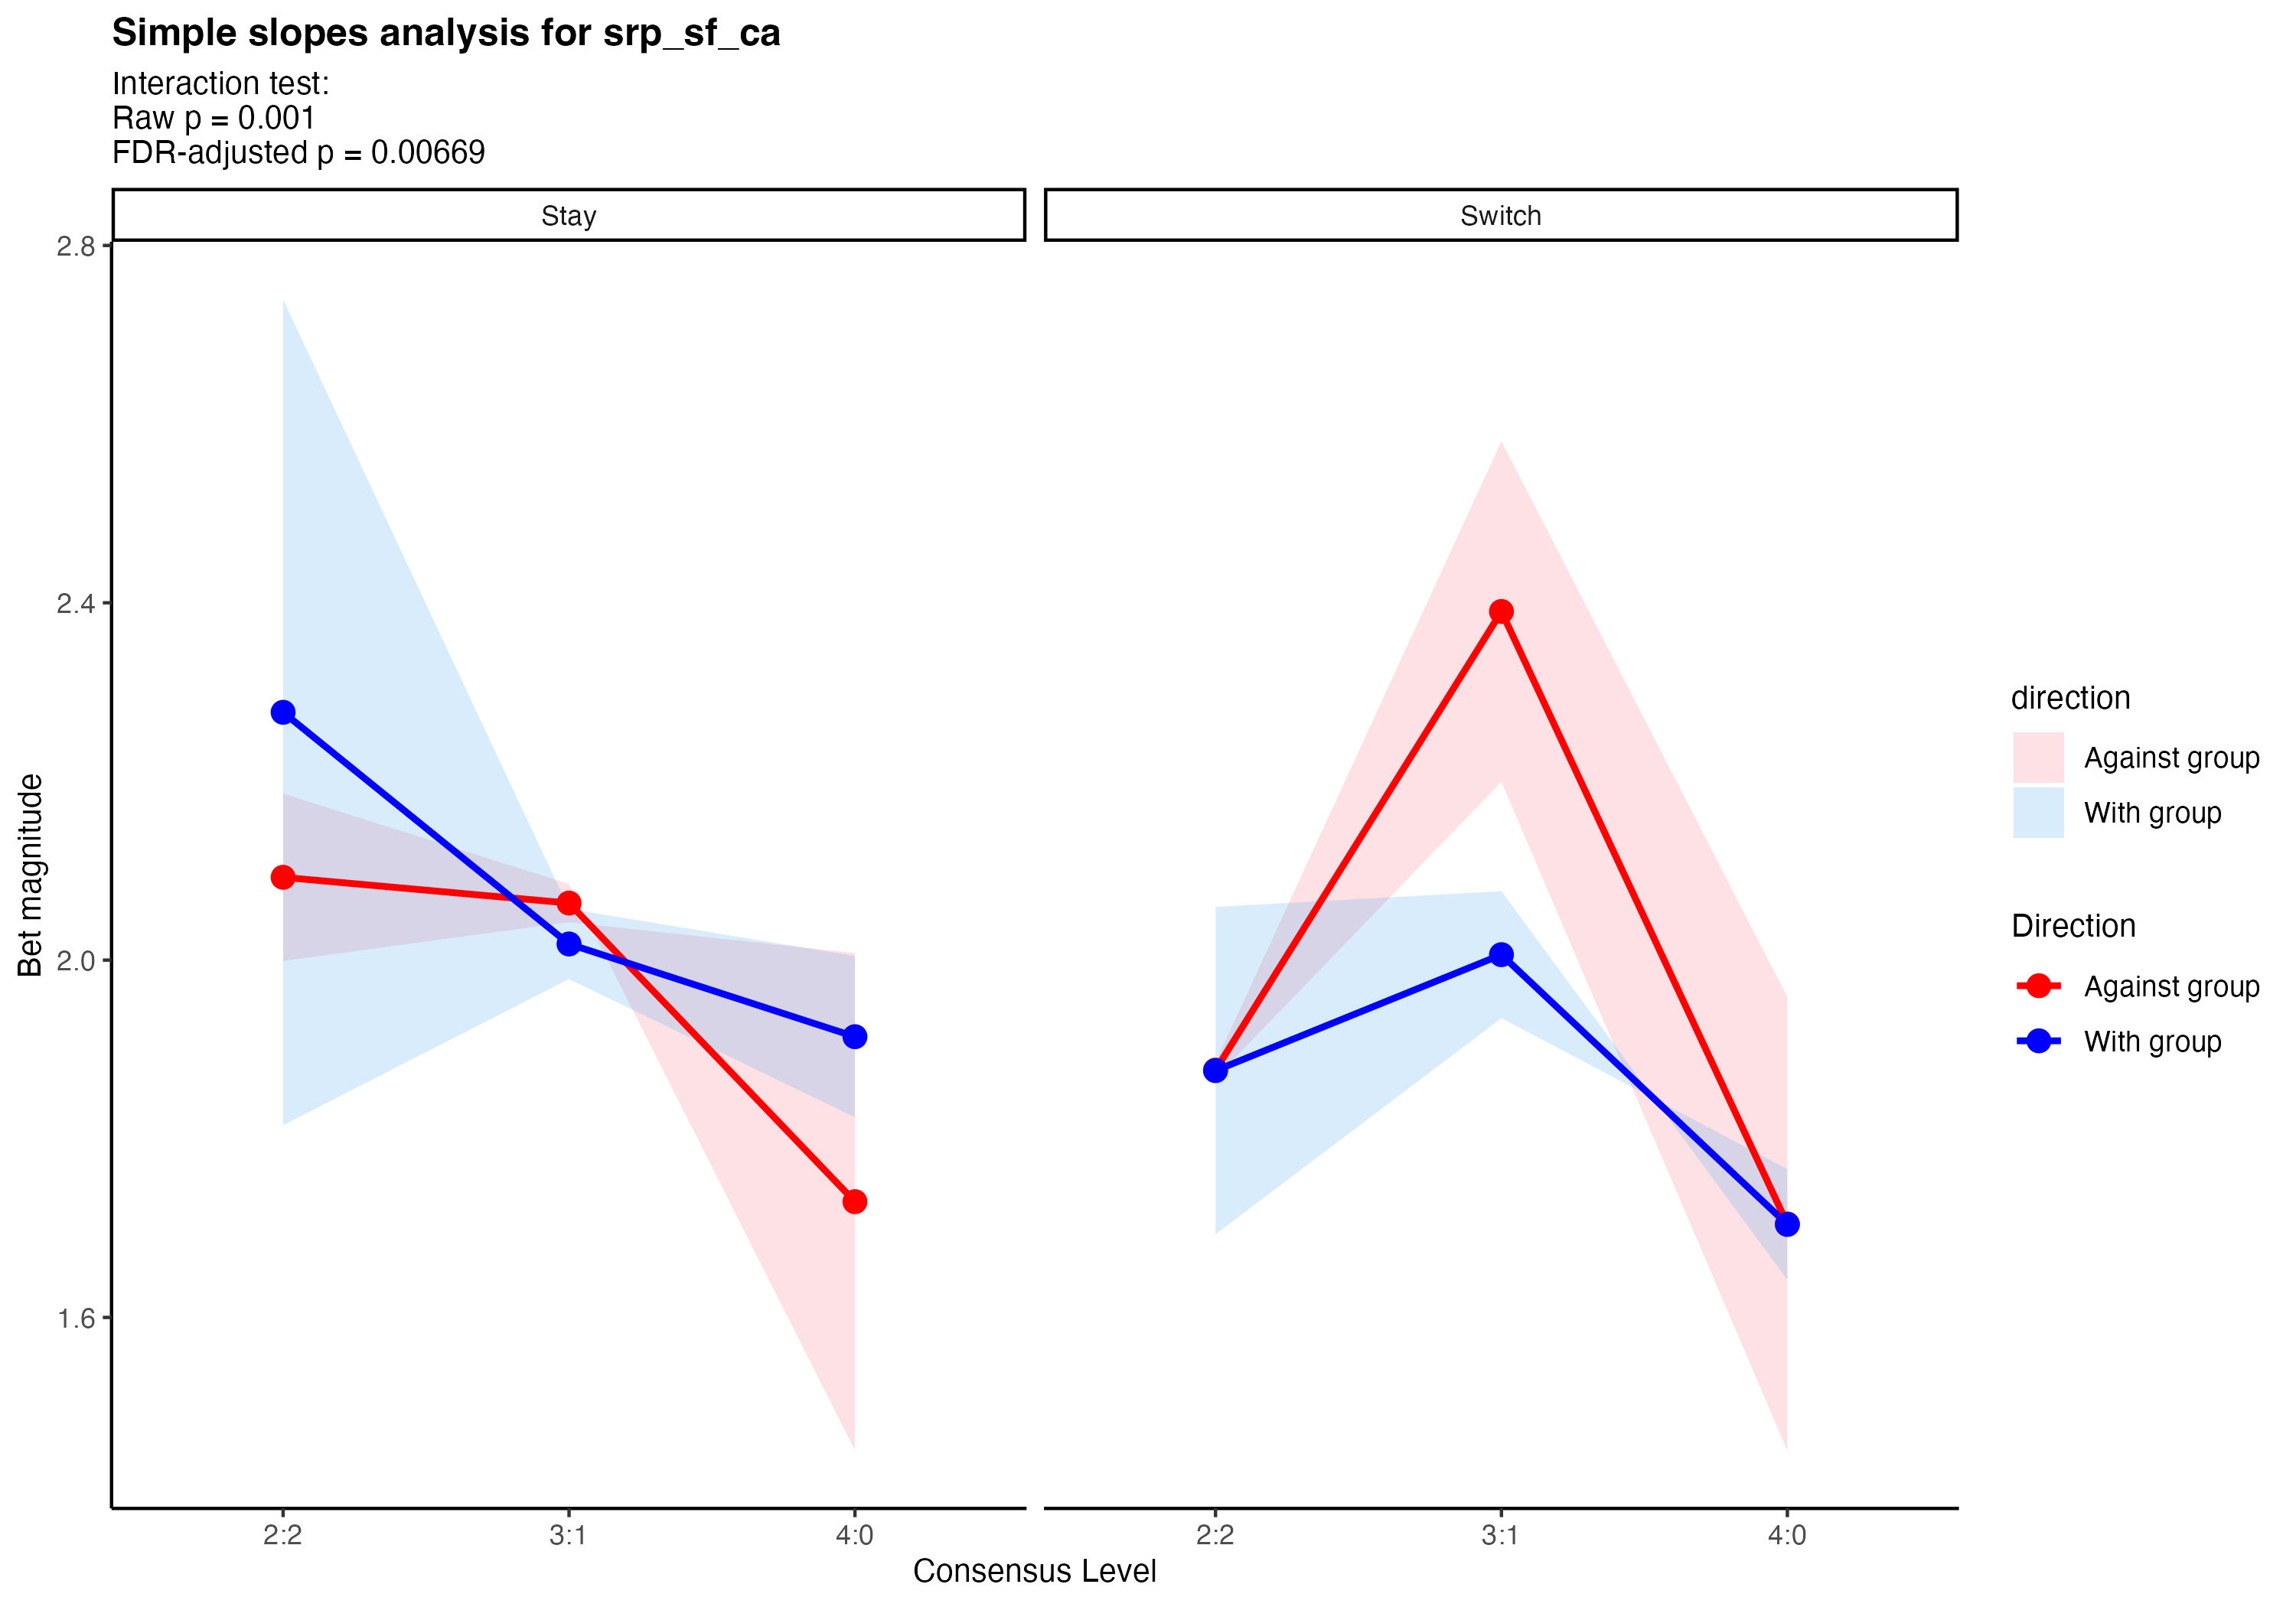 Simple slopes analysis for srp_sf_ca
Interaction test:
Raw p = 0.001
FDR-adjusted p = 0.00669
Stay
Switch
2.8
2.4
2.0
1.6
Bet magnitude
2:2
3:1
4:0
2:2
3:1
4:0
Consensus Level
direction
Against group
With group
Direction
Against group
With group